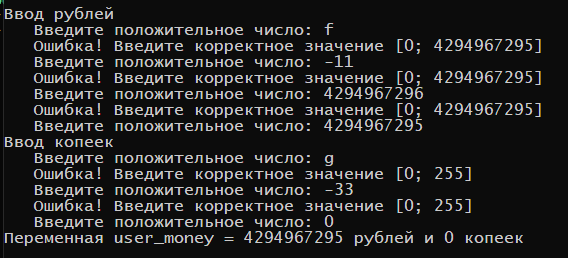 Ввод рублей
Введите положительное число: f
Ошибка! Введите корректное значение [0; 4294967295]
Введите положительное число: -11
Ошибка! Введите корректное значение [0; 4294967295]
Введите положительное число: 4294967296
Ошибка! Введите корректное значение [0; 4294967295]
Введите положительное число: 4294967295
Ввод копеек
Введите положительное число: g
Ошибка! Введите корректное значение [0; 255]
Введите положительное число: -33
Ошибка! Введите корректное значение [0; 255]
Введите положительное число: 0
Переменная user_money = 4294967295 рублей и 0 копеек